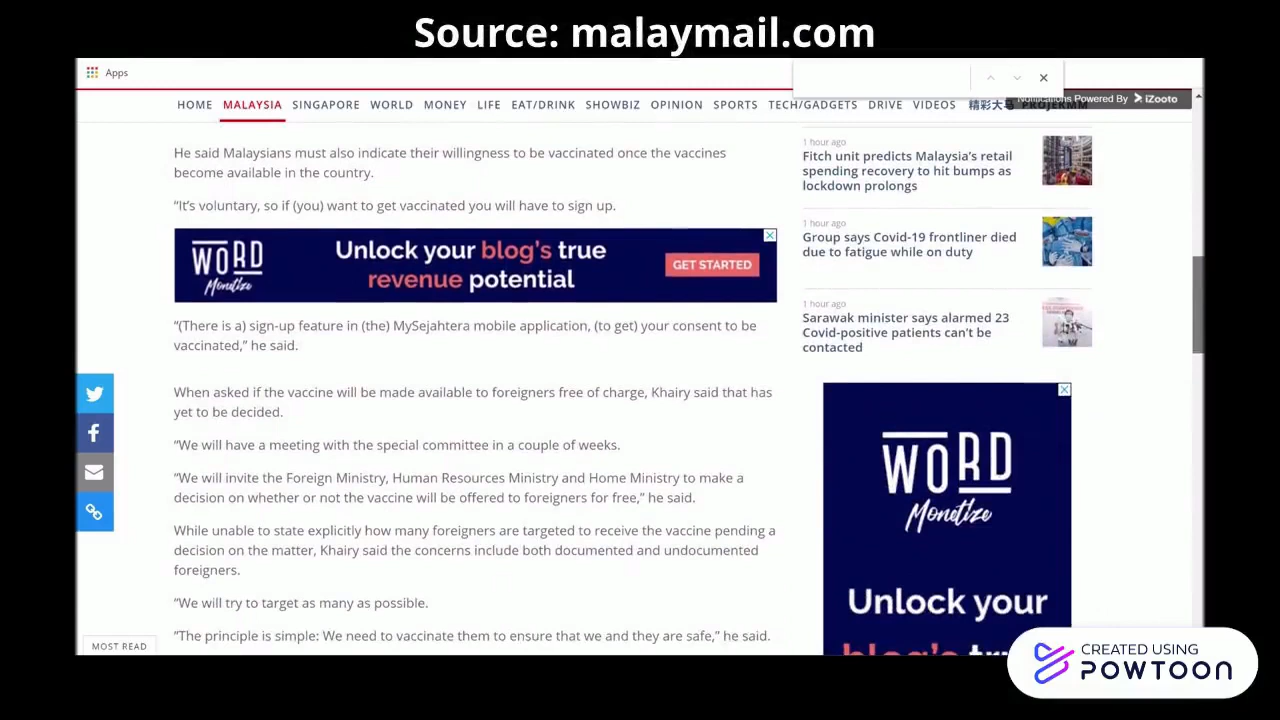 Source: malaymail.com
Apps
HOME MALAYSIA SINGAPORE WORLD MONEY LIFE EAT/DRINK SHOWBIZ OPINION SPORTS TECH/GADGETS DRIVE VIDEOS 精彩大马 PROJEKMM
Notifications Powered By iZooto
He said Malaysians must also indicate their willingness to be vaccinated once the vaccines
become available in the country.
“It’s voluntary, so if (you) want to get vaccinated you will have to sign up.
WORD
Monetize
Unlock your blog’s true
revenue potential
GET STARTED
“(There is a) sign-up feature in (the) MySejahtera mobile application, (to get) your consent to be
vaccinated,” he said.
When asked if the vaccine will be made available to foreigners free of charge, Khairy said that has
yet to be decided.
“We will have a meeting with the special committee in a couple of weeks.
“We will invite the Foreign Ministry, Human Resources Ministry and Home Ministry to make a
decision on whether or not the vaccine will be offered to foreigners for free,” he said.
While unable to state explicitly how many foreigners are targeted to receive the vaccine pending a
decision on the matter, Khairy said the concerns include both documented and undocumented
foreigners.
“We will try to target as many as possible.
“The principle is simple: We need to vaccinate them to ensure that we and they are safe,” he said.
MOST READ
1 hour ago
Fitch unit predicts Malaysia’s retail
spending recovery to hit bumps as
lockdown prolongs
1 hour ago
Group says Covid-19 frontliner died
due to fatigue while on duty
1 hour ago
Sarawak minister says alarmed 23
Covid-positive patients can’t be
contacted
WORD
Monetize
Unlock your
blog’s true
CREATED USING
POWTOON